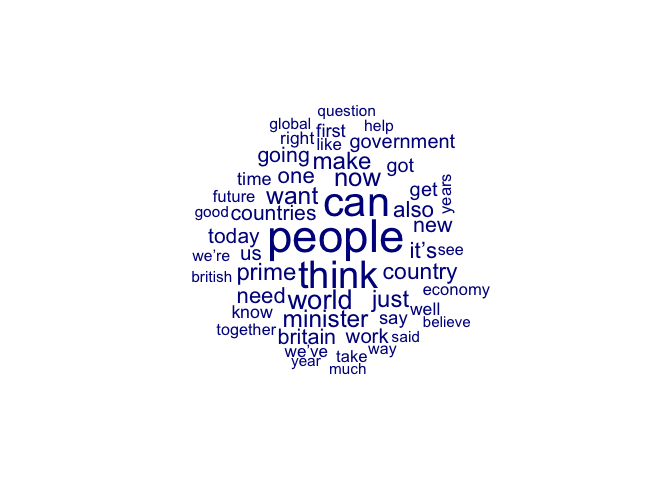 question
global first help
right like government
going make got
time one now years
future want can get
good countries also
today people new
we're us it's see
british prime think country
need world just economy
know minister say well
together britain work said believe
we've take way
year much